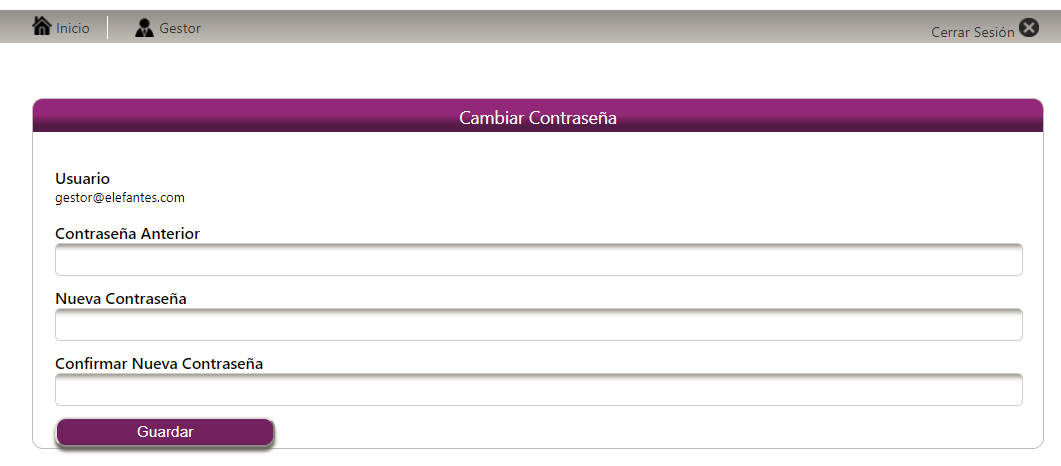 Inicio Gestor Cerrar Sesión
Cambiar Contraseña
Usuario
gestor@elefantes.com
Contraseña Anterior
Nueva Contraseña
Confirmar Nueva Contraseña
Guardar